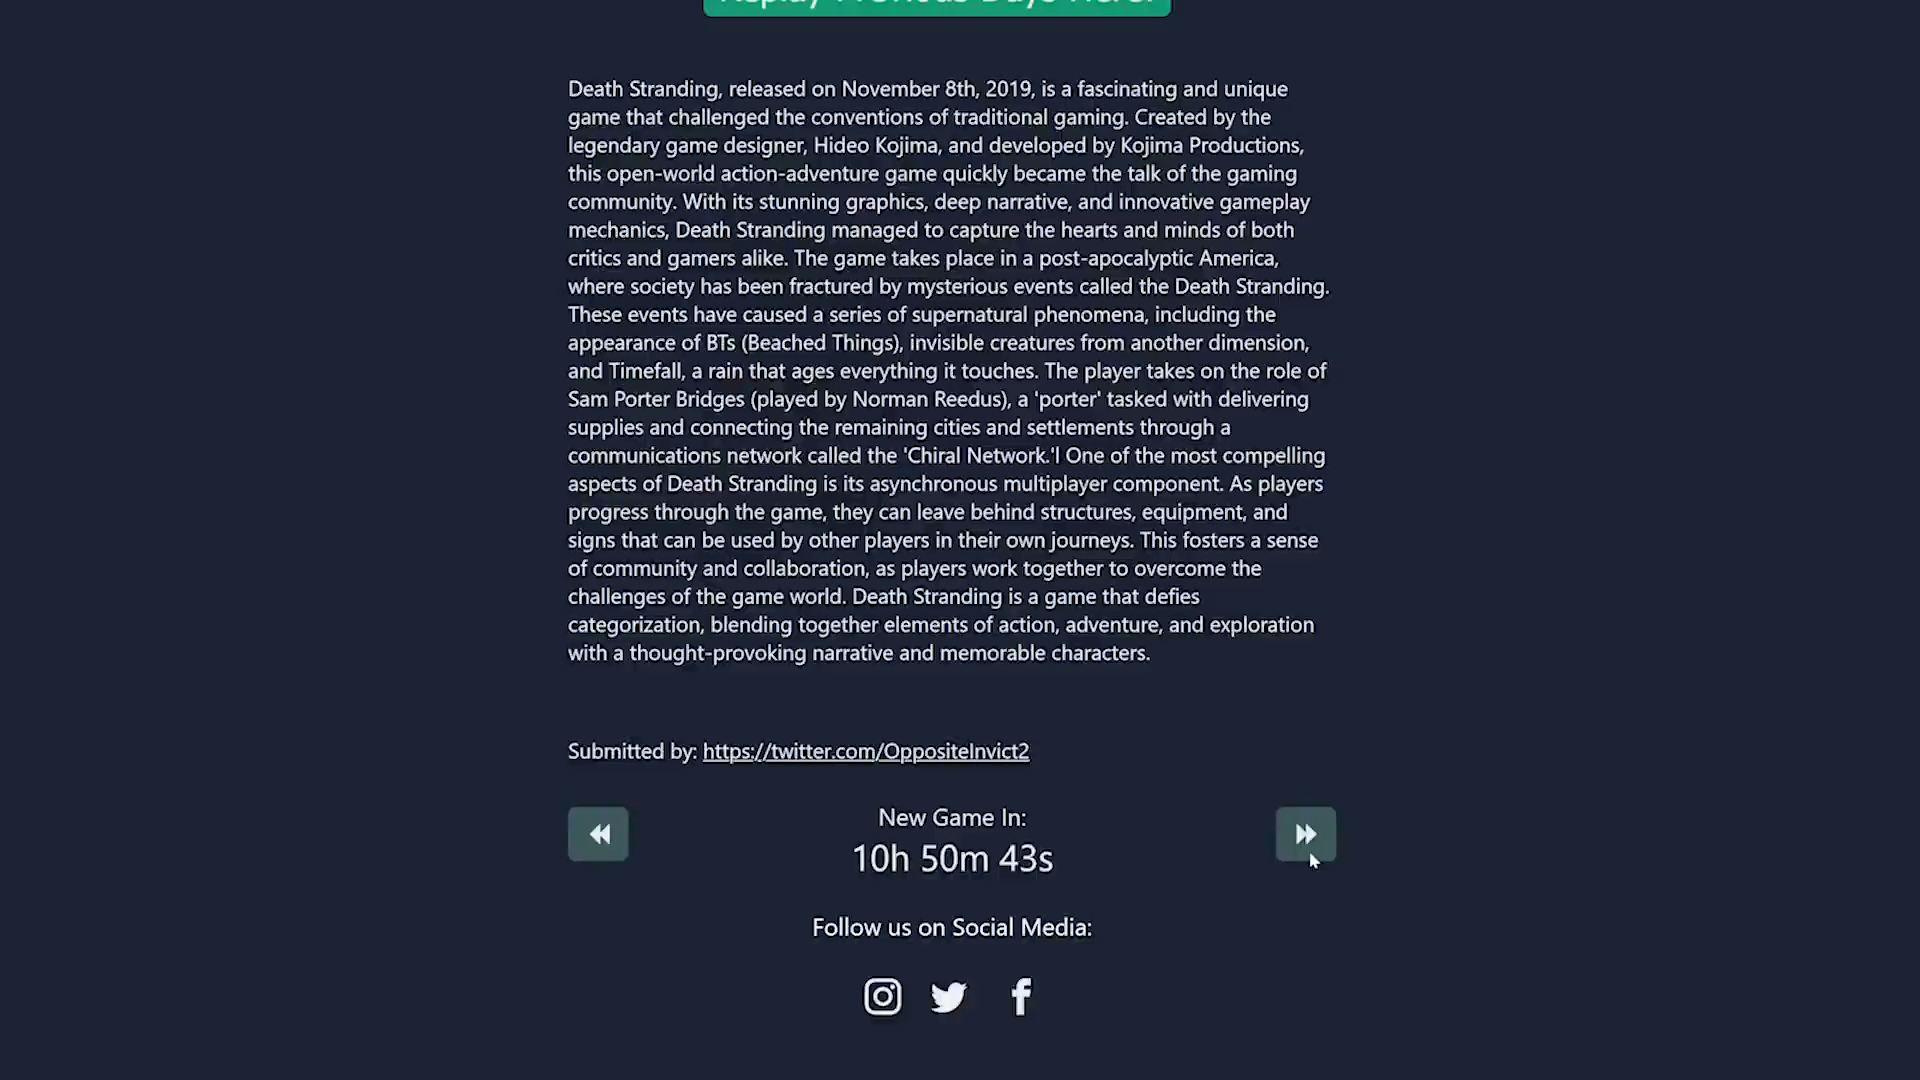 Replay Previous Days Here!
Death Stranding, released on November 8th, 2019, is a fascinating and unique
game that challenged the conventions of traditional gaming. Created by the
legendary game designer, Hideo Kojima, and developed by Kojima Productions,
this open-world action-adventure game quickly became the talk of the gaming
community. With its stunning graphics, deep narrative, and innovative gameplay
mechanics, Death Stranding managed to capture the hearts and minds of both
critics and gamers alike. The game takes place in a post-apocalyptic America,
where society has been fractured by mysterious events called the Death Stranding.
These events have caused a series of supernatural phenomena, including the
appearance of BTs (Beached Things), invisible creatures from another dimension,
and Timefall, a rain that ages everything it touches. The player takes on the role of
Sam Porter Bridges (played by Norman Reedus), a 'porter' tasked with delivering
supplies and connecting the remaining cities and settlements through a
communications network called the 'Chiral Network.'l One of the most compelling
aspects of Death Stranding is its asynchronous multiplayer component. As players
progress through the game, they can leave behind structures, equipment, and
signs that can be used by other players in their own journeys. This fosters a sense
of community and collaboration, as players work together to overcome the
challenges of the game world. Death Stranding is a game that defies
categorization, blending together elements of action, adventure, and exploration
with a thought-provoking narrative and memorable characters.
Submitted by: https://twitter.com/OppositeInvict2
New Game In:
10h 50m 43s
Follow us on Social Media: